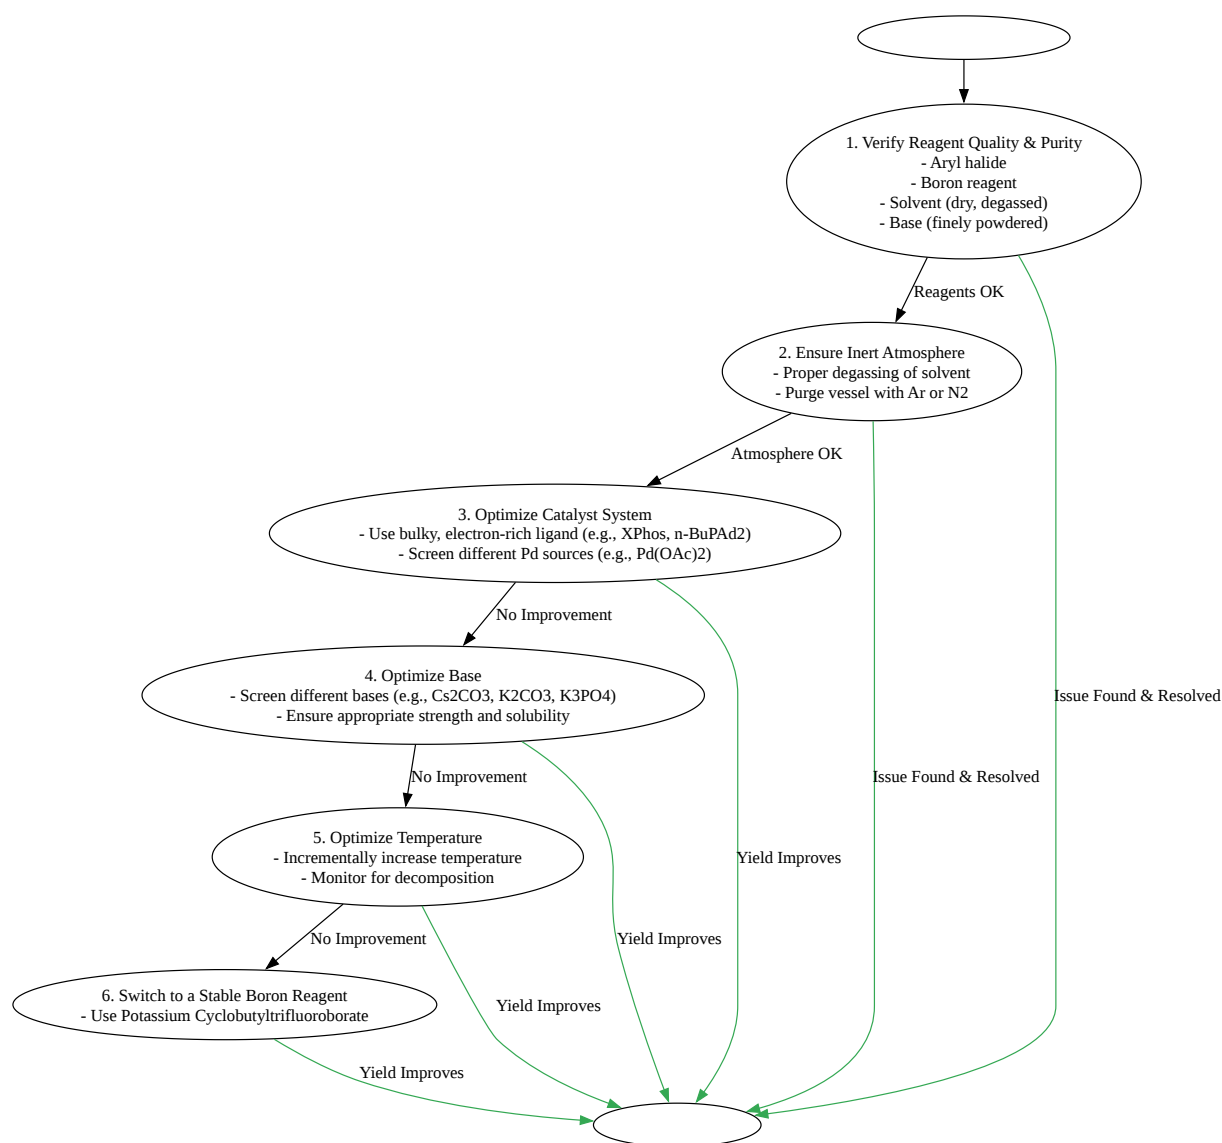 1. Verify Reagent Quality & Purity
- Aryl halide
- Boron reagent
- Solvent (dry, degassed)
- Base (finely powdered)
Reagents OK
2. Ensure Inert Atmosphere
- Proper degassing of solvent
- Purge vessel with Ar or N2
Atmosphere OK
3. Optimize Catalyst System
- Use bulky, electron-rich ligand (e.g., XPhos, n-BuPAd2)
- Screen different Pd sources (e.g., Pd(OAc)2)
No Improvement
4. Optimize Base
- Screen different bases (e.g., Cs2CO3, K2CO3, K3PO4)
- Ensure appropriate strength and solubility
Issue Found & Resolved
No Improvement
Issue Found & Resolved
5. Optimize Temperature
- Incrementally increase temperature
- Monitor for decomposition
Yield Improves
No Improvement
Yield Improves
6. Switch to a Stable Boron Reagent
- Use Potassium Cyclobutyltrifluoroborate
Yield Improves
Yield Improves